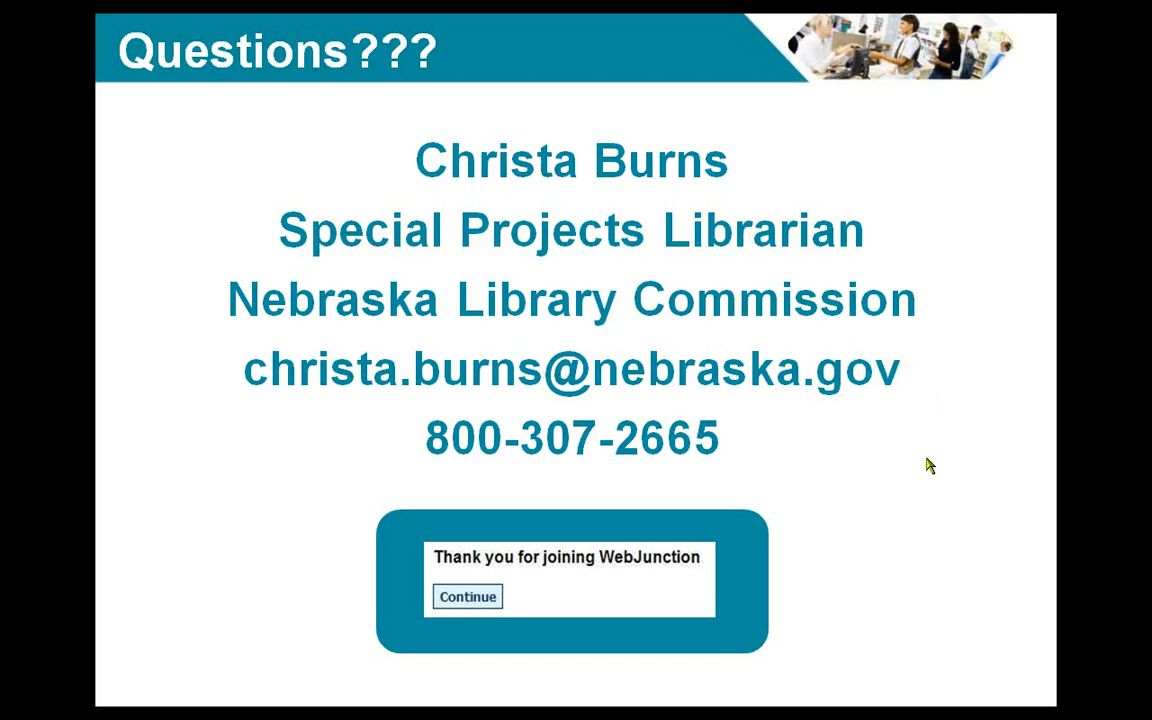 Questions???
Christa Burns
Special Projects Librarian
Nebraska Library Commission
christa.burns@nebraska.gov
800-307-2665
Thank you for joining WebJunction
Continue